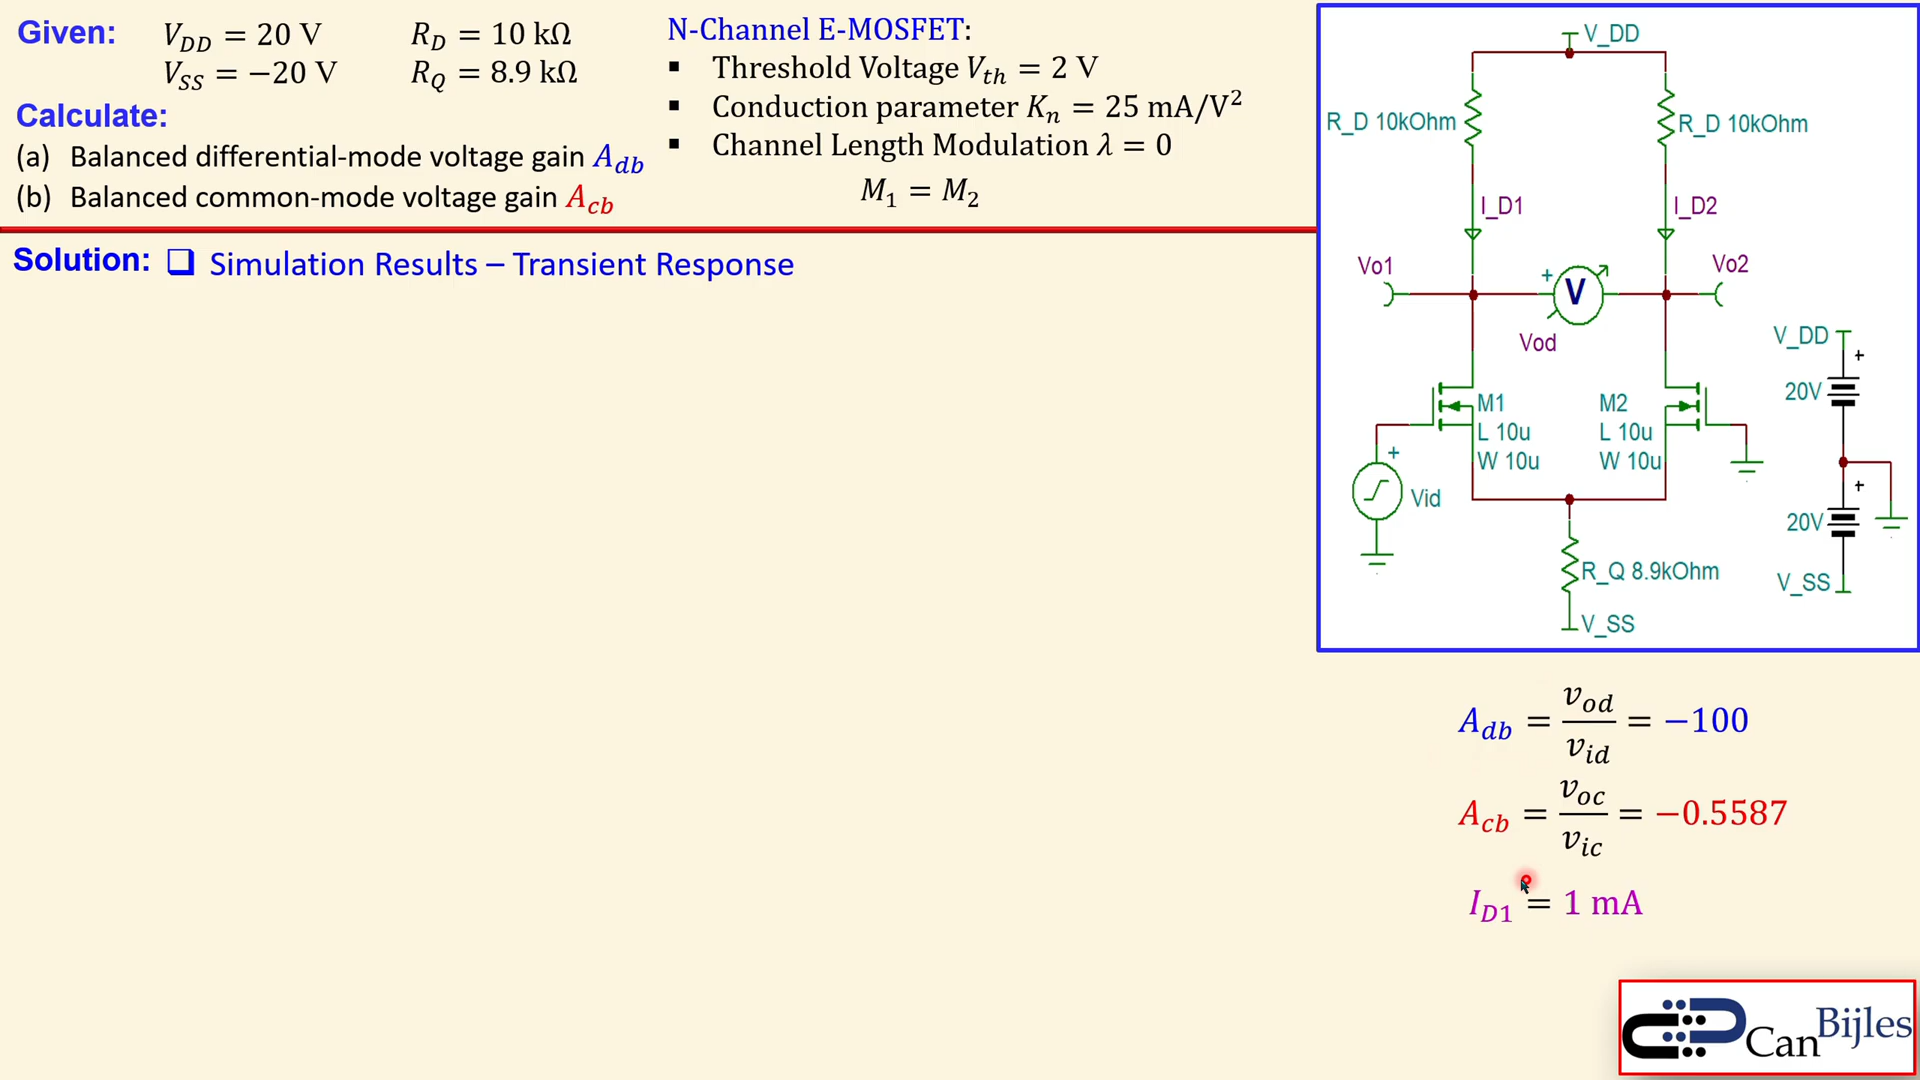 Given: V_DD = 20 V R_D = 10 kΩ
V_SS = −20 V R_Q = 8.9 kΩ
Calculate:
(a) Balanced differential-mode voltage gain A_db
(b) Balanced common-mode voltage gain A_cb
N-Channel E-MOSFET:
▪ Threshold Voltage V_th = 2 V
▪ Conduction parameter K_n = 25 mA/V²
▪ Channel Length Modulation λ = 0
M_1 = M_2
Solution: ❑ Simulation Results – Transient Response
V_DD
R_D 10kOhm
R_D 10kOhm
I_D1
I_D2
Vo1
Vo2
+
V
Vod
M1
L 10u
W 10u
M2
L 10u
W 10u
+
Vid
R_Q 8.9kOhm
V_SS
V_DD
+
20V
+
20V
V_SS
A_db = v_od / v_id = −100
A_cb = v_oc / v_ic = −0.5587
I_D1 = 1 mA
CanBijles